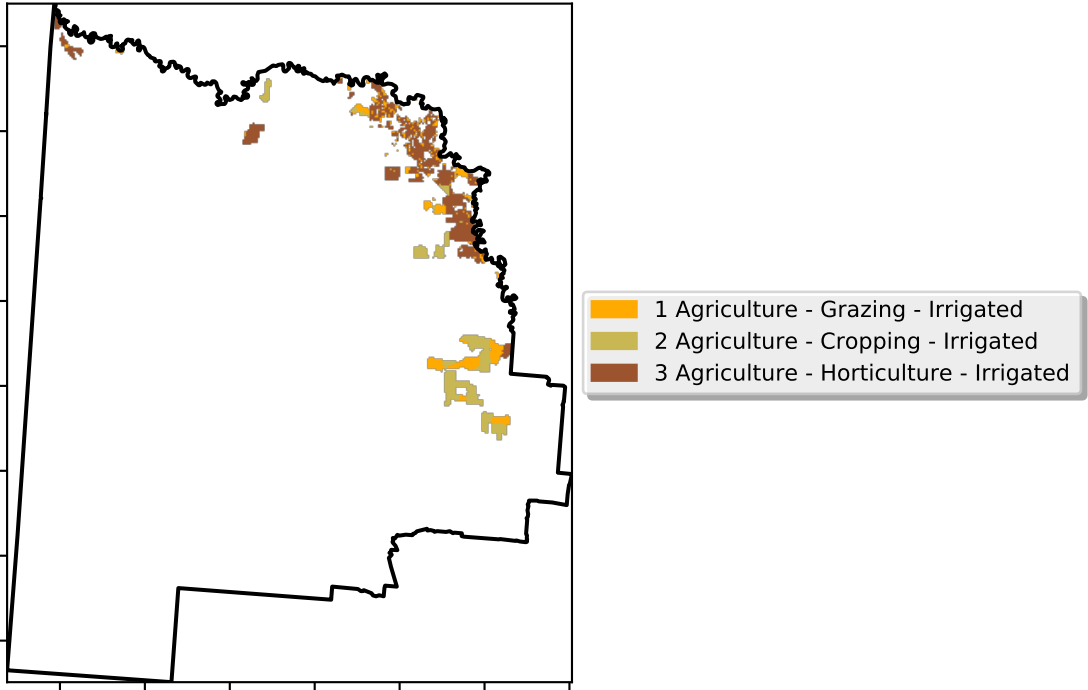 1 Agriculture - Grazing - Irrigated
2 Agriculture - Cropping - Irrigated
3 Agriculture - Horticulture - Irrigated